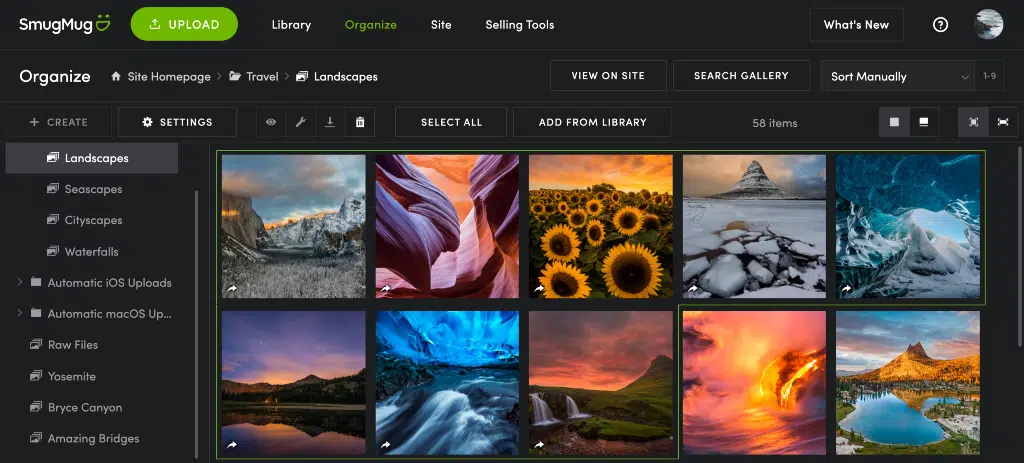 SmugMug UPLOAD Library Organize Site Selling Tools What's New
Organize Site Homepage > Travel > Landscapes VIEW ON SITE SEARCH GALLERY Sort Manually 1-9
+ CREATE SETTINGS SELECT ALL ADD FROM LIBRARY 58 items
Landscapes
Seascapes
Cityscapes
Waterfalls
Automatic iOS Uploads
Automatic macOS Up...
Raw Files
Yosemite
Bryce Canyon
Amazing Bridges